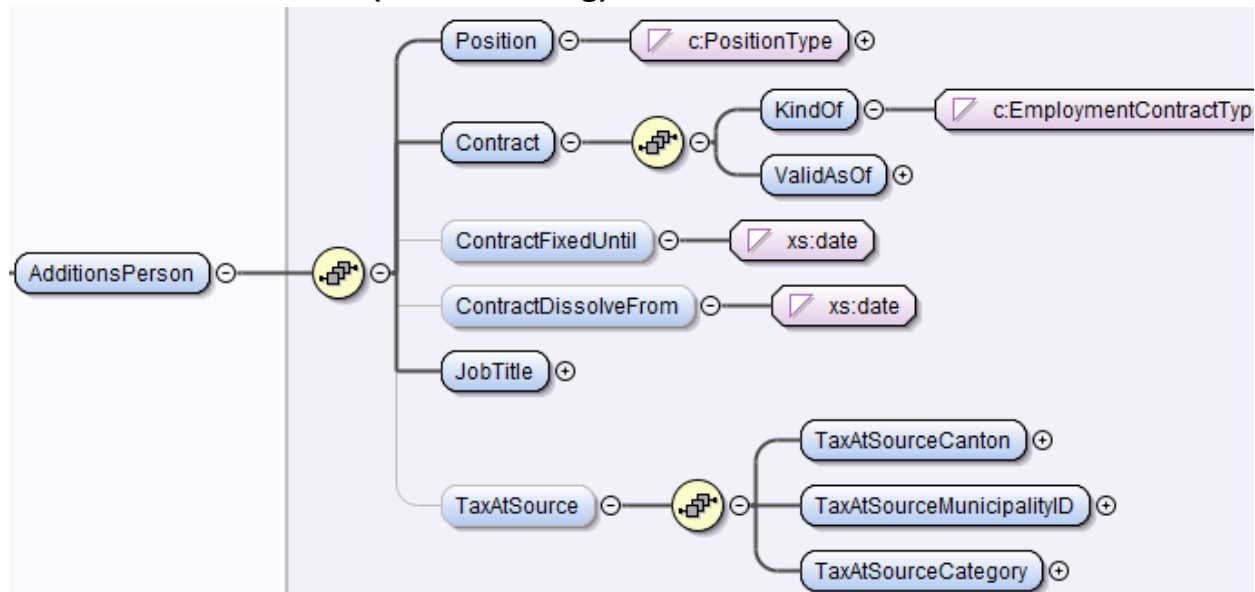 Position c:PositionType
KindOf c:EmploymentContractTyp
Contract
ValidAsOf
ContractFixedUntil xs:date
AdditionsPerson
ContractDissolveFrom xs:date
JobTitle
TaxAtSourceCanton
TaxAtSource TaxAtSourceMunicipalityID
TaxAtSourceCategory